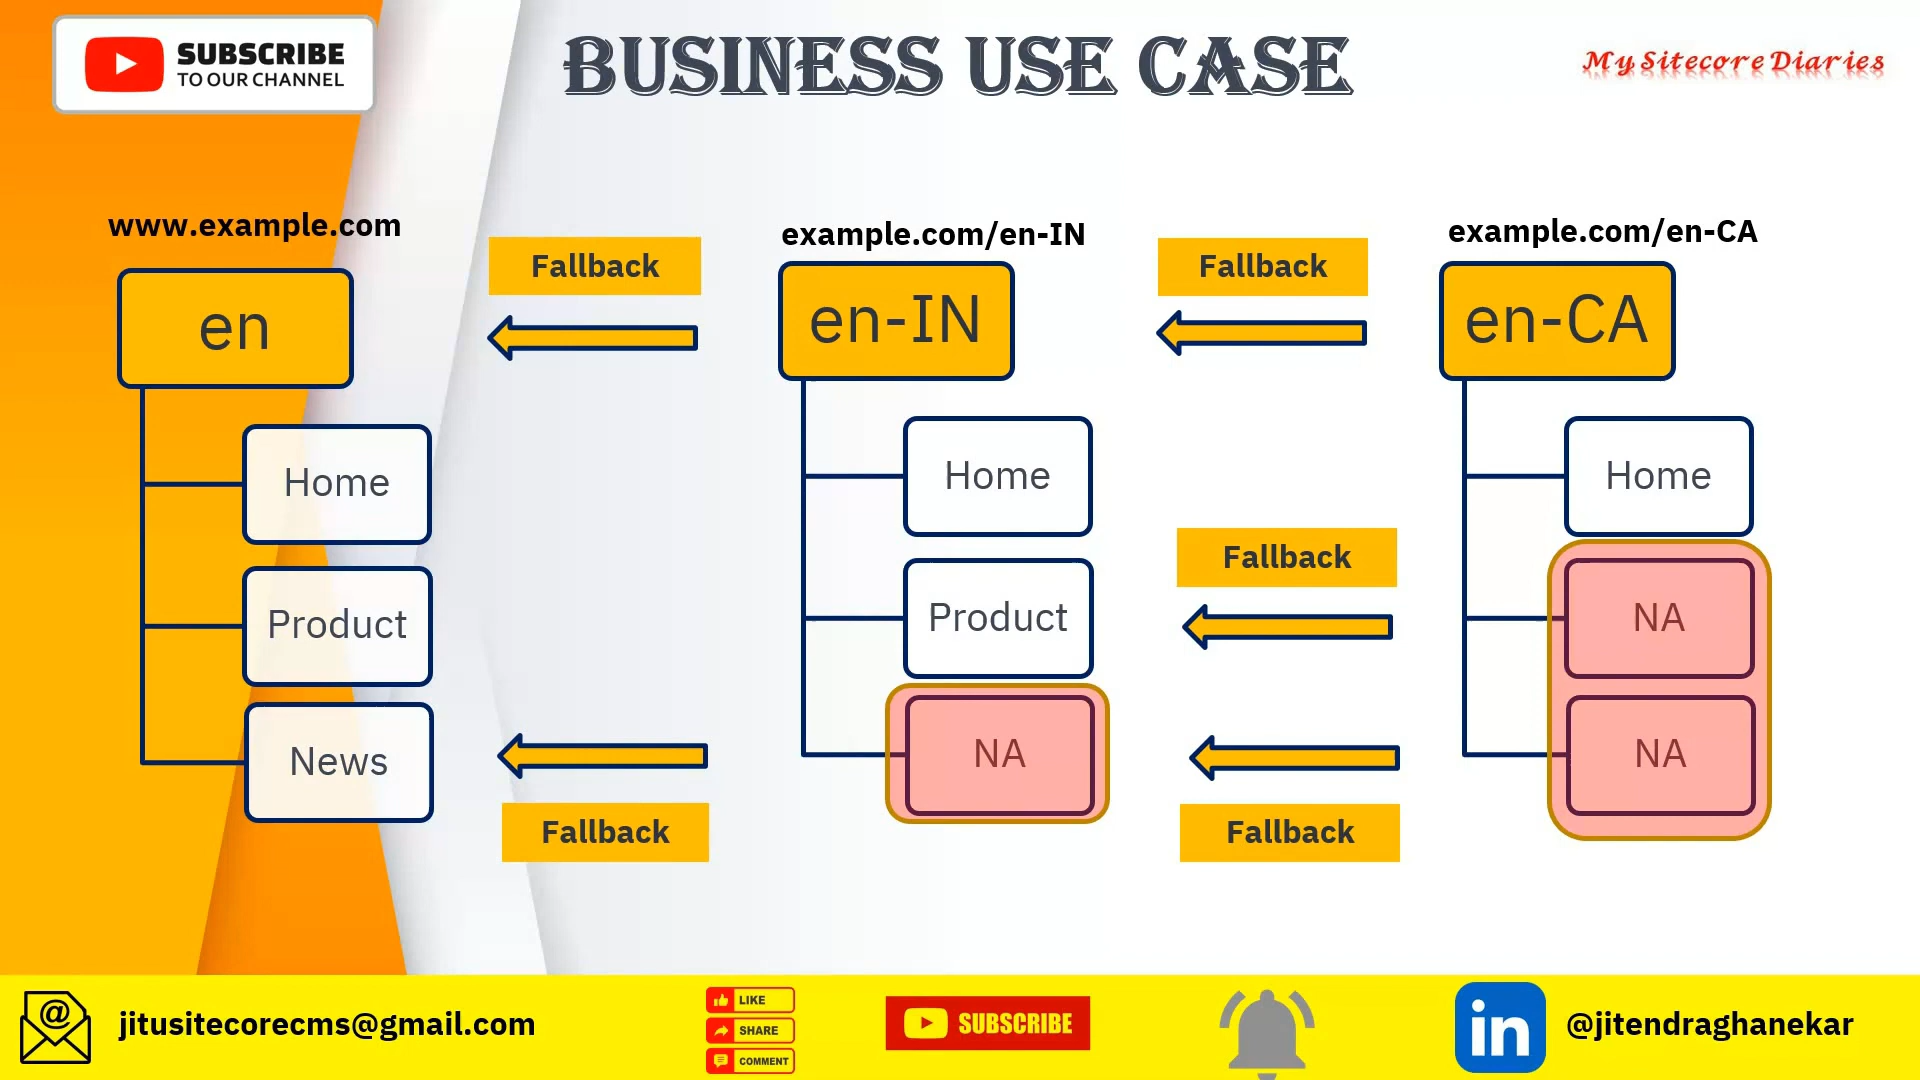 SUBSCRIBE
TO OUR CHANNEL
BUSINESS USE CASE
My Sitecore Diaries
www.example.com
example.com/en-IN
example.com/en-CA
Fallback
Fallback
en
en-IN
en-CA
Home
Home
Home
Fallback
Product
Product
NA
News
NA
NA
Fallback
Fallback
@
jitusitecorecms@gmail.com
LIKE
SHARE
COMMENT
SUBSCRIBE
in
@jitendraghanekar